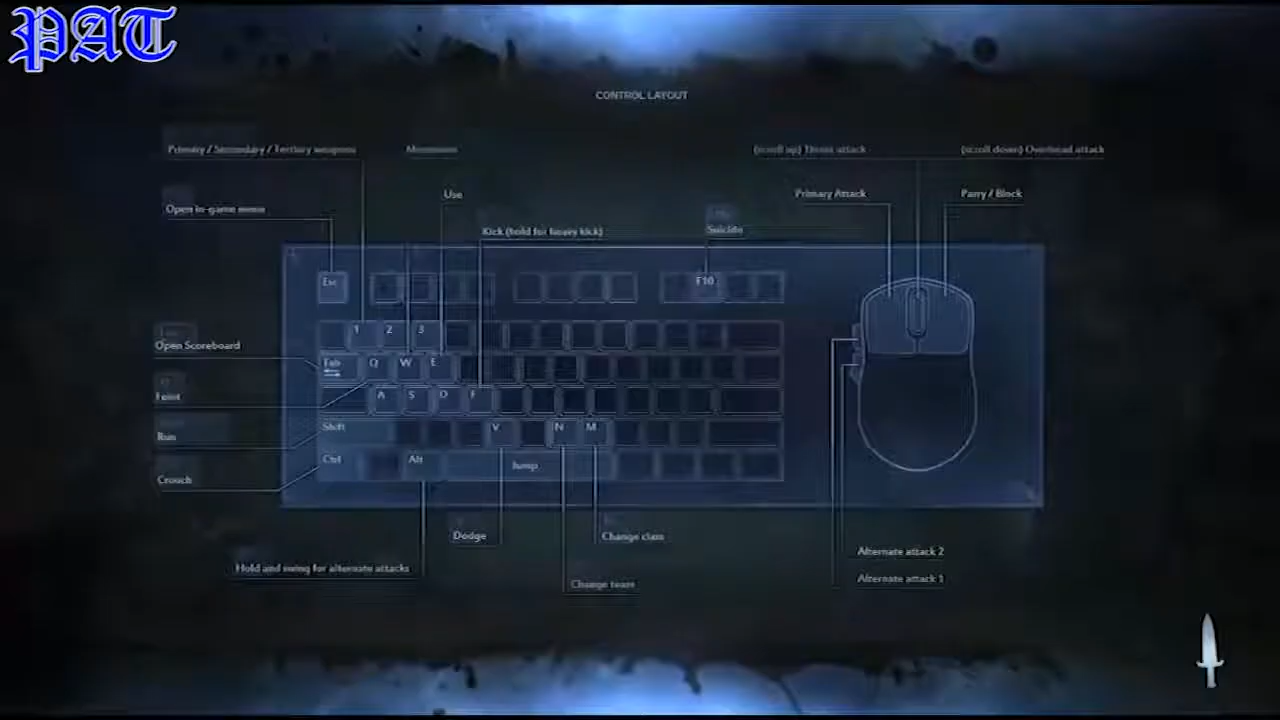 PAT
CONTROL LAYOUT
Primary / Secondary / Tertiary weapons
Movement
(scroll up) Thrust attack
(scroll down) Overhead attack
Use
Primary Attack
Parry / Block
Open in-game menu
Kick (hold for heavy kick)
Suicide
Esc
F10
1 2 3
Open Scoreboard
Tab Q W E
Feint
A S D F
Run
Shift V N M
Ctrl Alt Jump
Crouch
Dodge
Change class
Alternate attack 2
Hold and swing for alternate attacks
Alternate attack 1
Change team